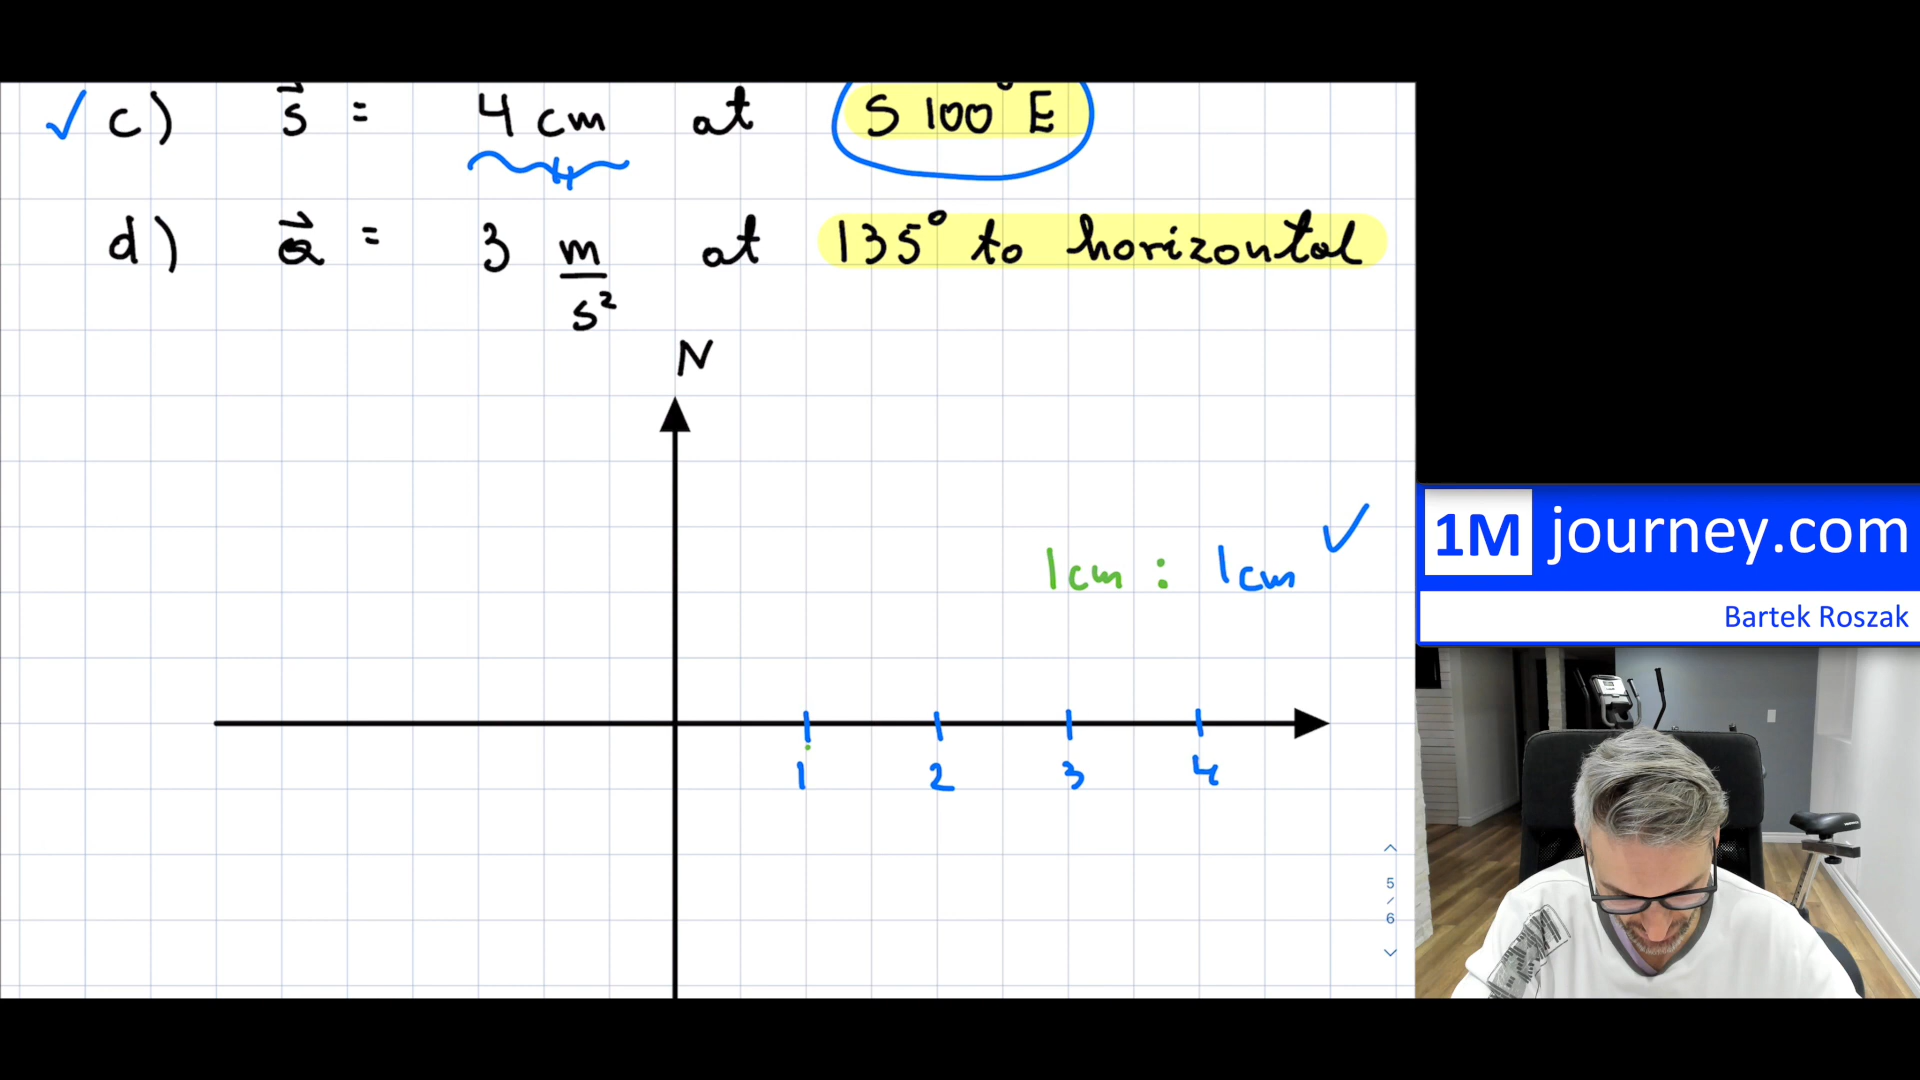 ✓ c) s⃗ = 4 cm at S 100° E
4
d) a⃗ = 3 m/s² at 135° to horizontal
N
1cm : 1cm ✓
1 2 3 4
5
/
6
1M journey.com
Bartek Roszak